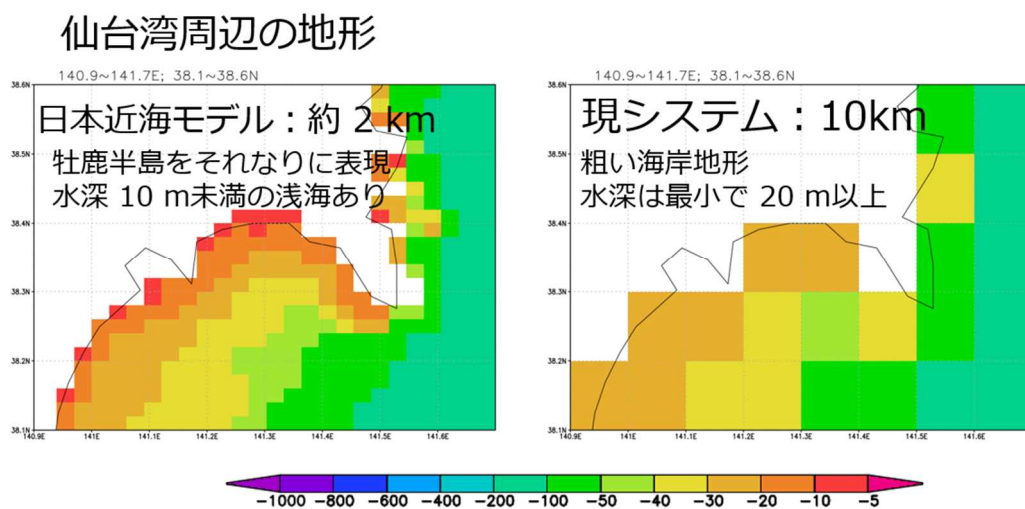 仙台湾周辺の地形
140.9~141.7E; 38.1~38.6N
日本近海モデル：約 2 km
牡鹿半島をそれなりに表現
水深 10 m未満の浅海あり
38.6N
38.5N
38.4N
38.3N
38.2N
38.1N
140.9E 141E 141.1E 141.2E 141.3E 141.4E 141.5E 141.6E
140.9~141.7E; 38.1~38.6N
現システム：10km
粗い海岸地形
水深は最小で 20 m以上
38.6N
38.5N
38.4N
38.3N
38.2N
38.1N
140.9E 141E 141.1E 141.2E 141.3E 141.4E 141.5E 141.6E
-1000 -800 -600 -400 -200 -100 -50 -40 -30 -20 -10 -5